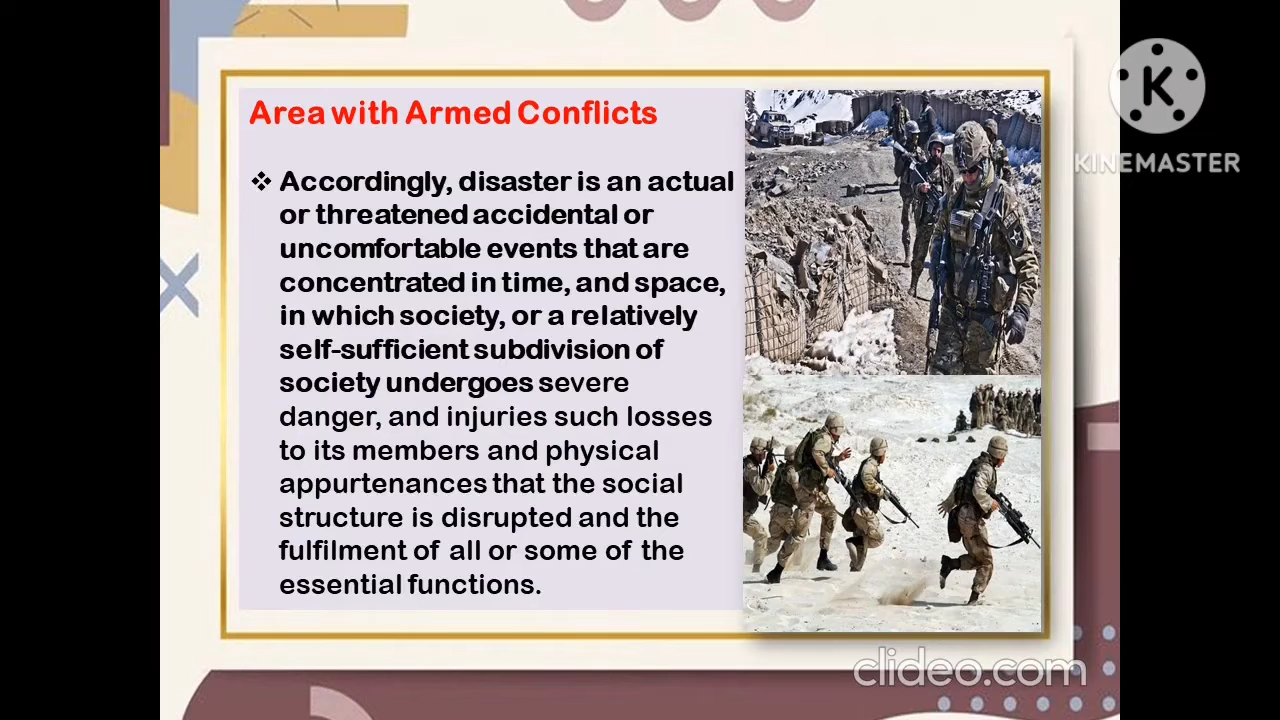 Area with Armed Conflicts
❖ Accordingly, disaster is an actual
or threatened accidental or
uncomfortable events that are
concentrated in time, and space,
in which society, or a relatively
self-sufficient subdivision of
society undergoes severe
danger, and injuries such losses
to its members and physical
appurtenances that the social
structure is disrupted and the
fulfilment of all or some of the
essential functions.
K
KINEMASTER
clideo.com